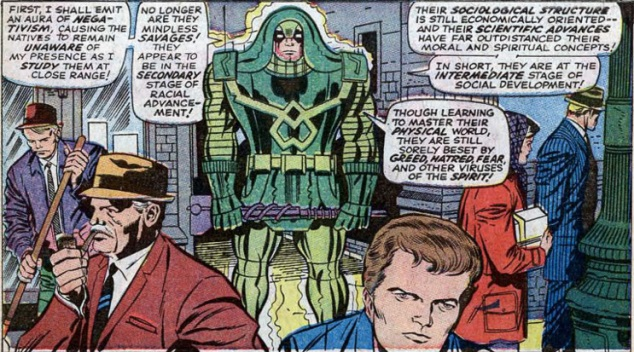 FIRST, I SHALL EMIT
AN AURA OF NEGA-
TIVISM, CAUSING THE
NATIVES TO REMAIN
UNAWARE OF
MY PRESENCE AS I
STUDY THEM AT
CLOSE RANGE!
NO LONGER
ARE THEY
MINDLESS
SAVAGES!
THEY
APPEAR TO
BE IN THE
SECONDARY
STAGE OF
RACIAL
ADVANCE-
MENT!
THEIR SOCIOLOGICAL STRUCTURE
IS STILL ECONOMICALLY ORIENTED--
AND THEIR SCIENTIFIC ADVANCES
HAVE FAR OUTDISTANCED THEIR
MORAL AND SPIRITUAL CONCEPTS!
IN SHORT, THEY ARE AT THE
INTERMEDIATE STAGE OF
SOCIAL DEVELOPMENT!
THOUGH LEARNING
TO MASTER THEIR
PHYSICAL WORLD,
THEY ARE STILL
SORELY BESET BY
GREED, HATRED, FEAR,
AND OTHER VIRUSES
OF THE SPIRIT!